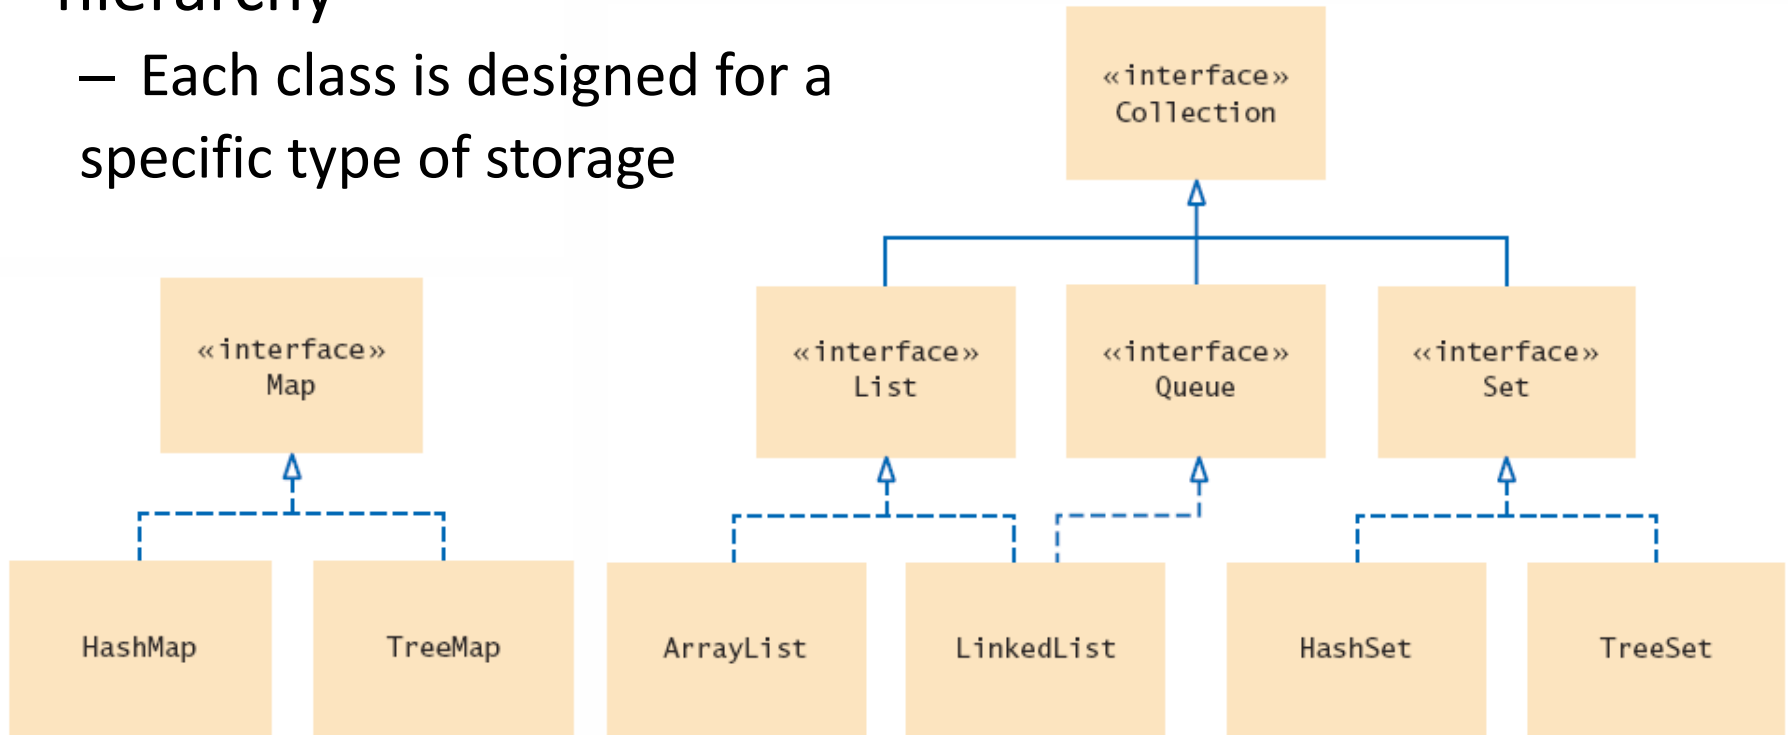 hierarchy
– Each class is designed for a
specific type of storage
«interface»
Collection
«interface»
Map
«interface»
List
«interface»
Queue
«interface»
Set
HashMap
TreeMap
ArrayList
LinkedList
HashSet
TreeSet